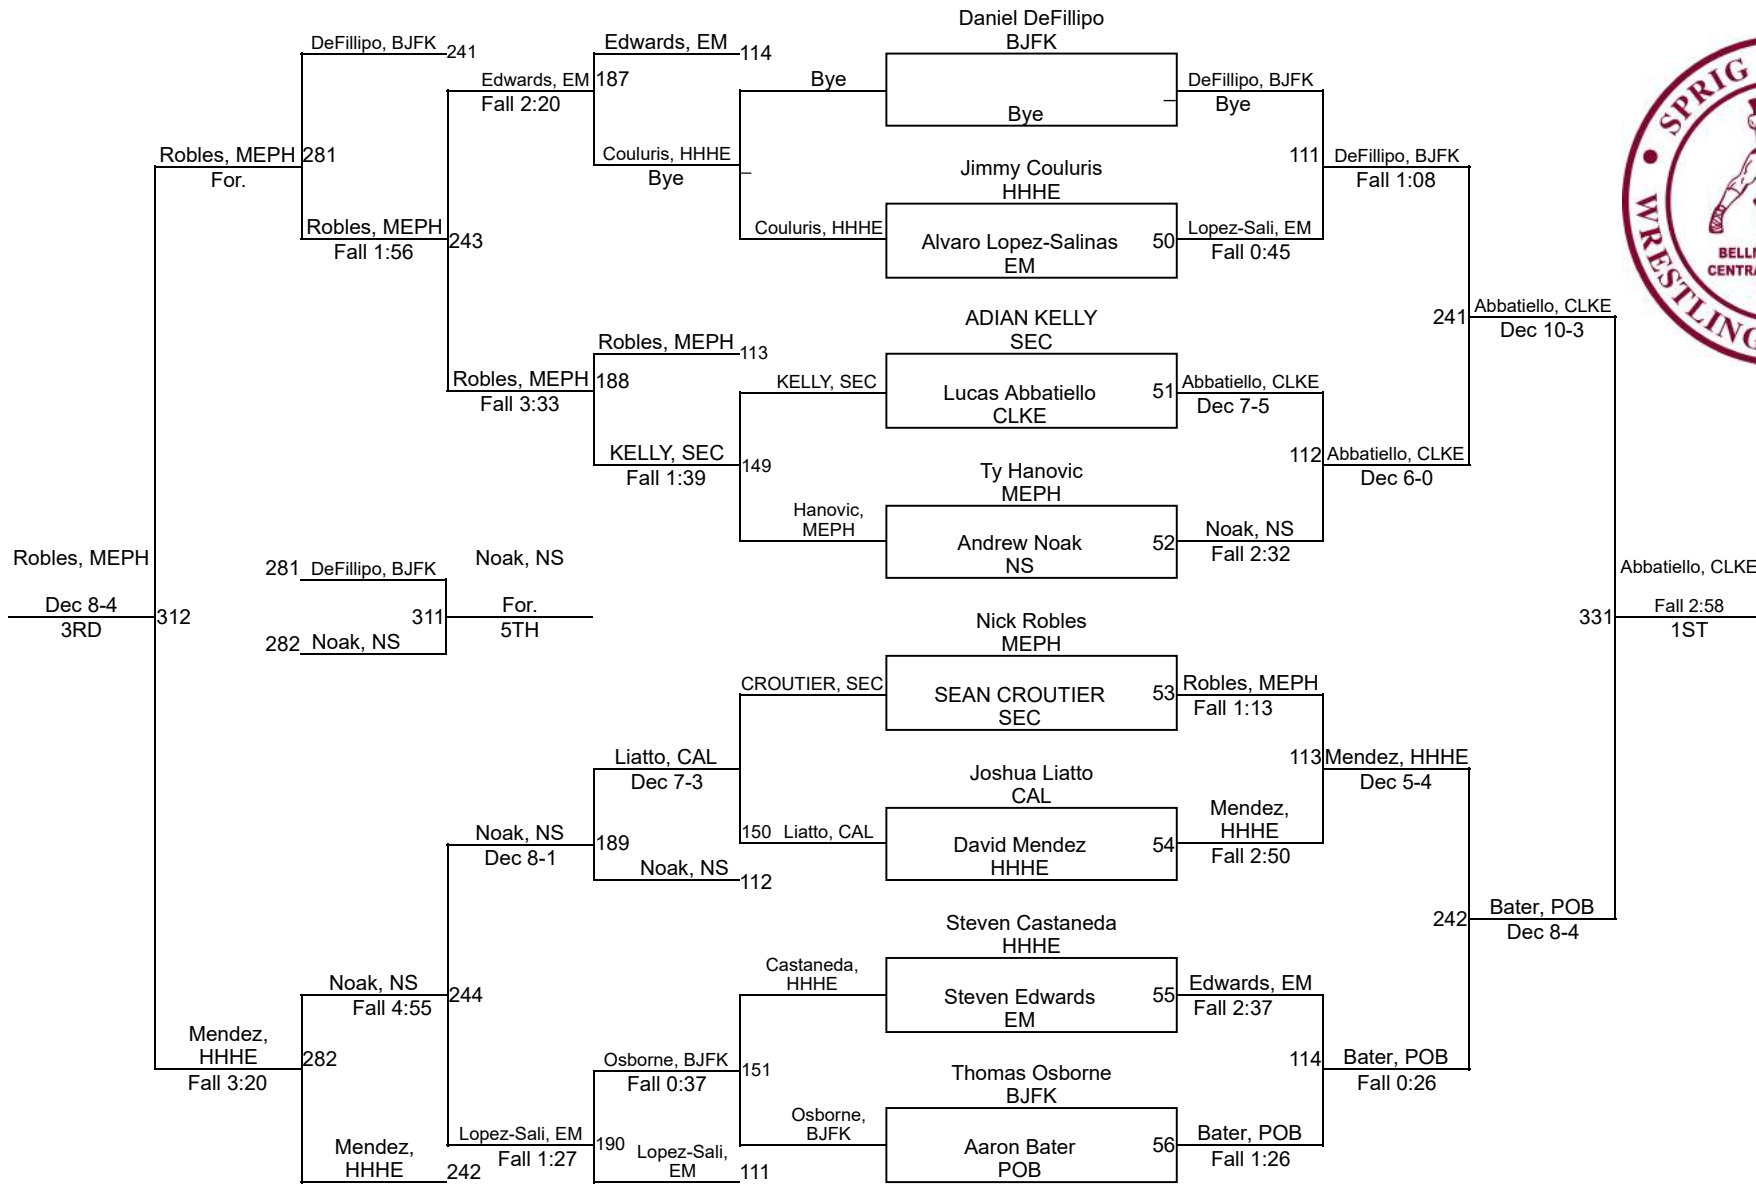 Daniel DeFillipo
BJFK
DeFillipo, BJFK 241
Edwards, EM 114
Edwards, EM 187
Fall 2:20
Bye
Bye
DeFillipo, BJFK
Bye
Robles, MEPH 281
For.
Couluris, HHHE
Bye
Jimmy Couluris
HHHE
111 DeFillipo, BJFK
Fall 1:08
Robles, MEPH 243
Fall 1:56
Couluris, HHHE
Alvaro Lopez-Salinas 50
EM
Lopez-Sali, EM
Fall 0:45
SPRIG
WRESTLING
BELL
CENTRA
ADIAN KELLY
SEC
241 Abbatiello, CLKE
Dec 10-3
Robles, MEPH 113
Robles, MEPH 188
Fall 3:33
KELLY, SEC
Lucas Abbatiello 51
CLKE
Abbatiello, CLKE
Dec 7-5
KELLY, SEC 149
Fall 1:39
Ty Hanovic
MEPH
112 Abbatiello, CLKE
Dec 6-0
Hanovic,
MEPH
Andrew Noak 52
NS
Noak, NS
Fall 2:32
Robles, MEPH
Dec 8-4 312
3RD
281 DeFillipo, BJFK
311
282 Noak, NS
Noak, NS
For.
5TH
Abbatiello, CLKE
331 Fall 2:58
1ST
Nick Robles
MEPH
CROUTIER, SEC
SEAN CROUTIER 53
SEC
Robles, MEPH
Fall 1:13
Liatto, CAL
Dec 7-3
Joshua Liatto
CAL
113 Mendez, HHHE
Dec 5-4
Noak, NS 189
Dec 8-1
150 Liatto, CAL
David Mendez 54
HHHE
Mendez,
HHHE
Fall 2:50
Noak, NS 112
Steven Castaneda
HHHE
242 Bater, POB
Dec 8-4
Noak, NS 244
Fall 4:55
Castaneda,
HHHE
Steven Edwards 55
EM
Edwards, EM
Fall 2:37
Mendez,
HHHE 282
Fall 3:20
Osborne, BJFK 151
Fall 0:37
Thomas Osborne
BJFK
114 Bater, POB
Fall 0:26
Mendez,
HHHE 242
Lopez-Sali, EM 190
Fall 1:27
Lopez-Sali,
EM 111
Osborne,
BJFK
Aaron Bater 56
POB
Bater, POB
Fall 1:26